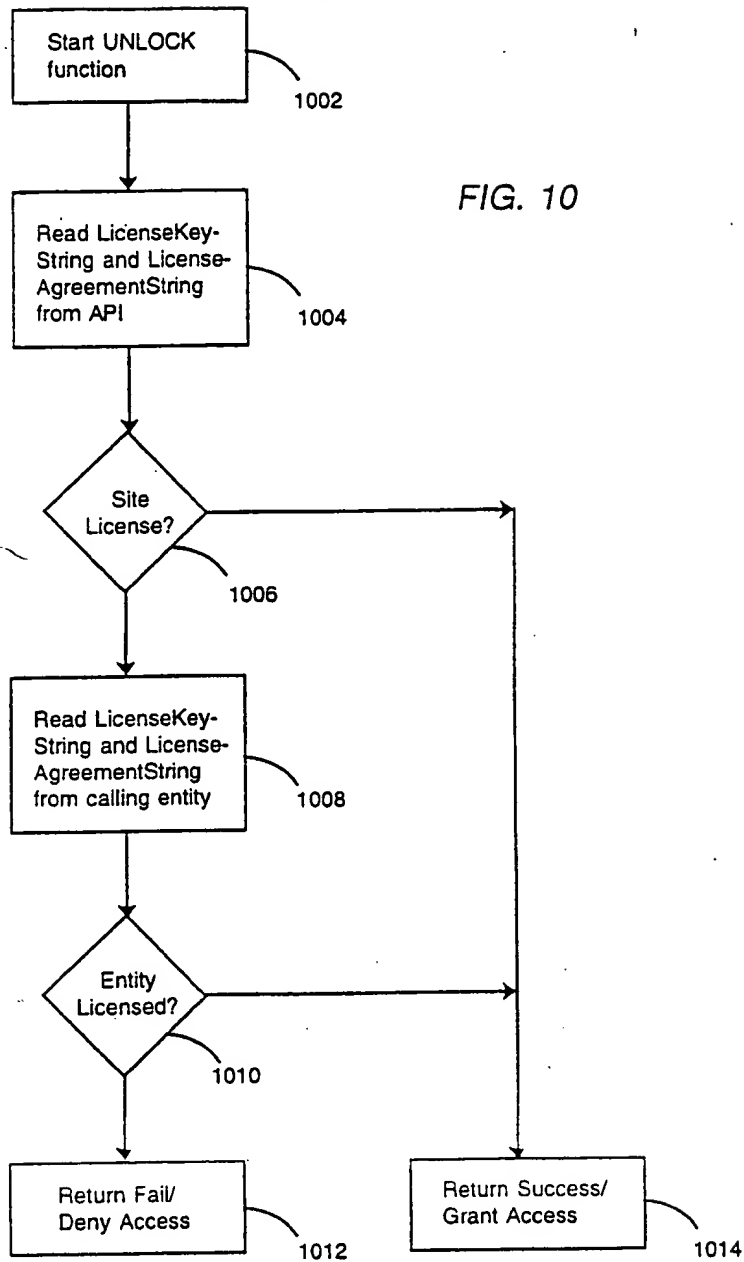 Start UNLOCK
function
1002
FIG. 10
Read LicenseKey-
String and License-
AgreementString
from API
1004
Site
License?
1006
Read LicenseKey-
String and License-
AgreementString
from calling entity
1008
Entity
Licensed?
1010
Return Fail/
Deny Access
1012
Return Success/
Grant Access
1014